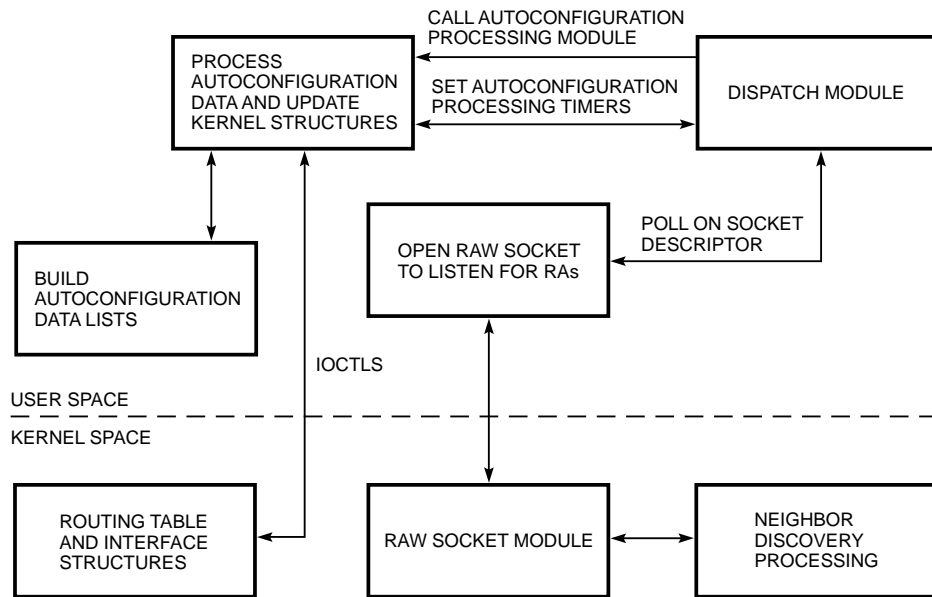 CALL AUTOCONFIGURATION
PROCESSING MODULE
PROCESS
AUTOCONFIGURATION
DATA AND UPDATE
KERNEL STRUCTURES
SET AUTOCONFIGURATION
PROCESSING TIMERS
DISPATCH MODULE
POLL ON SOCKET
DESCRIPTOR
OPEN RAW SOCKET
TO LISTEN FOR RAs
BUILD
AUTOCONFIGURATION
DATA LISTS
IOCTLS
USER SPACE
KERNEL SPACE
ROUTING TABLE
AND INTERFACE
STRUCTURES
RAW SOCKET MODULE
NEIGHBOR
DISCOVERY
PROCESSING